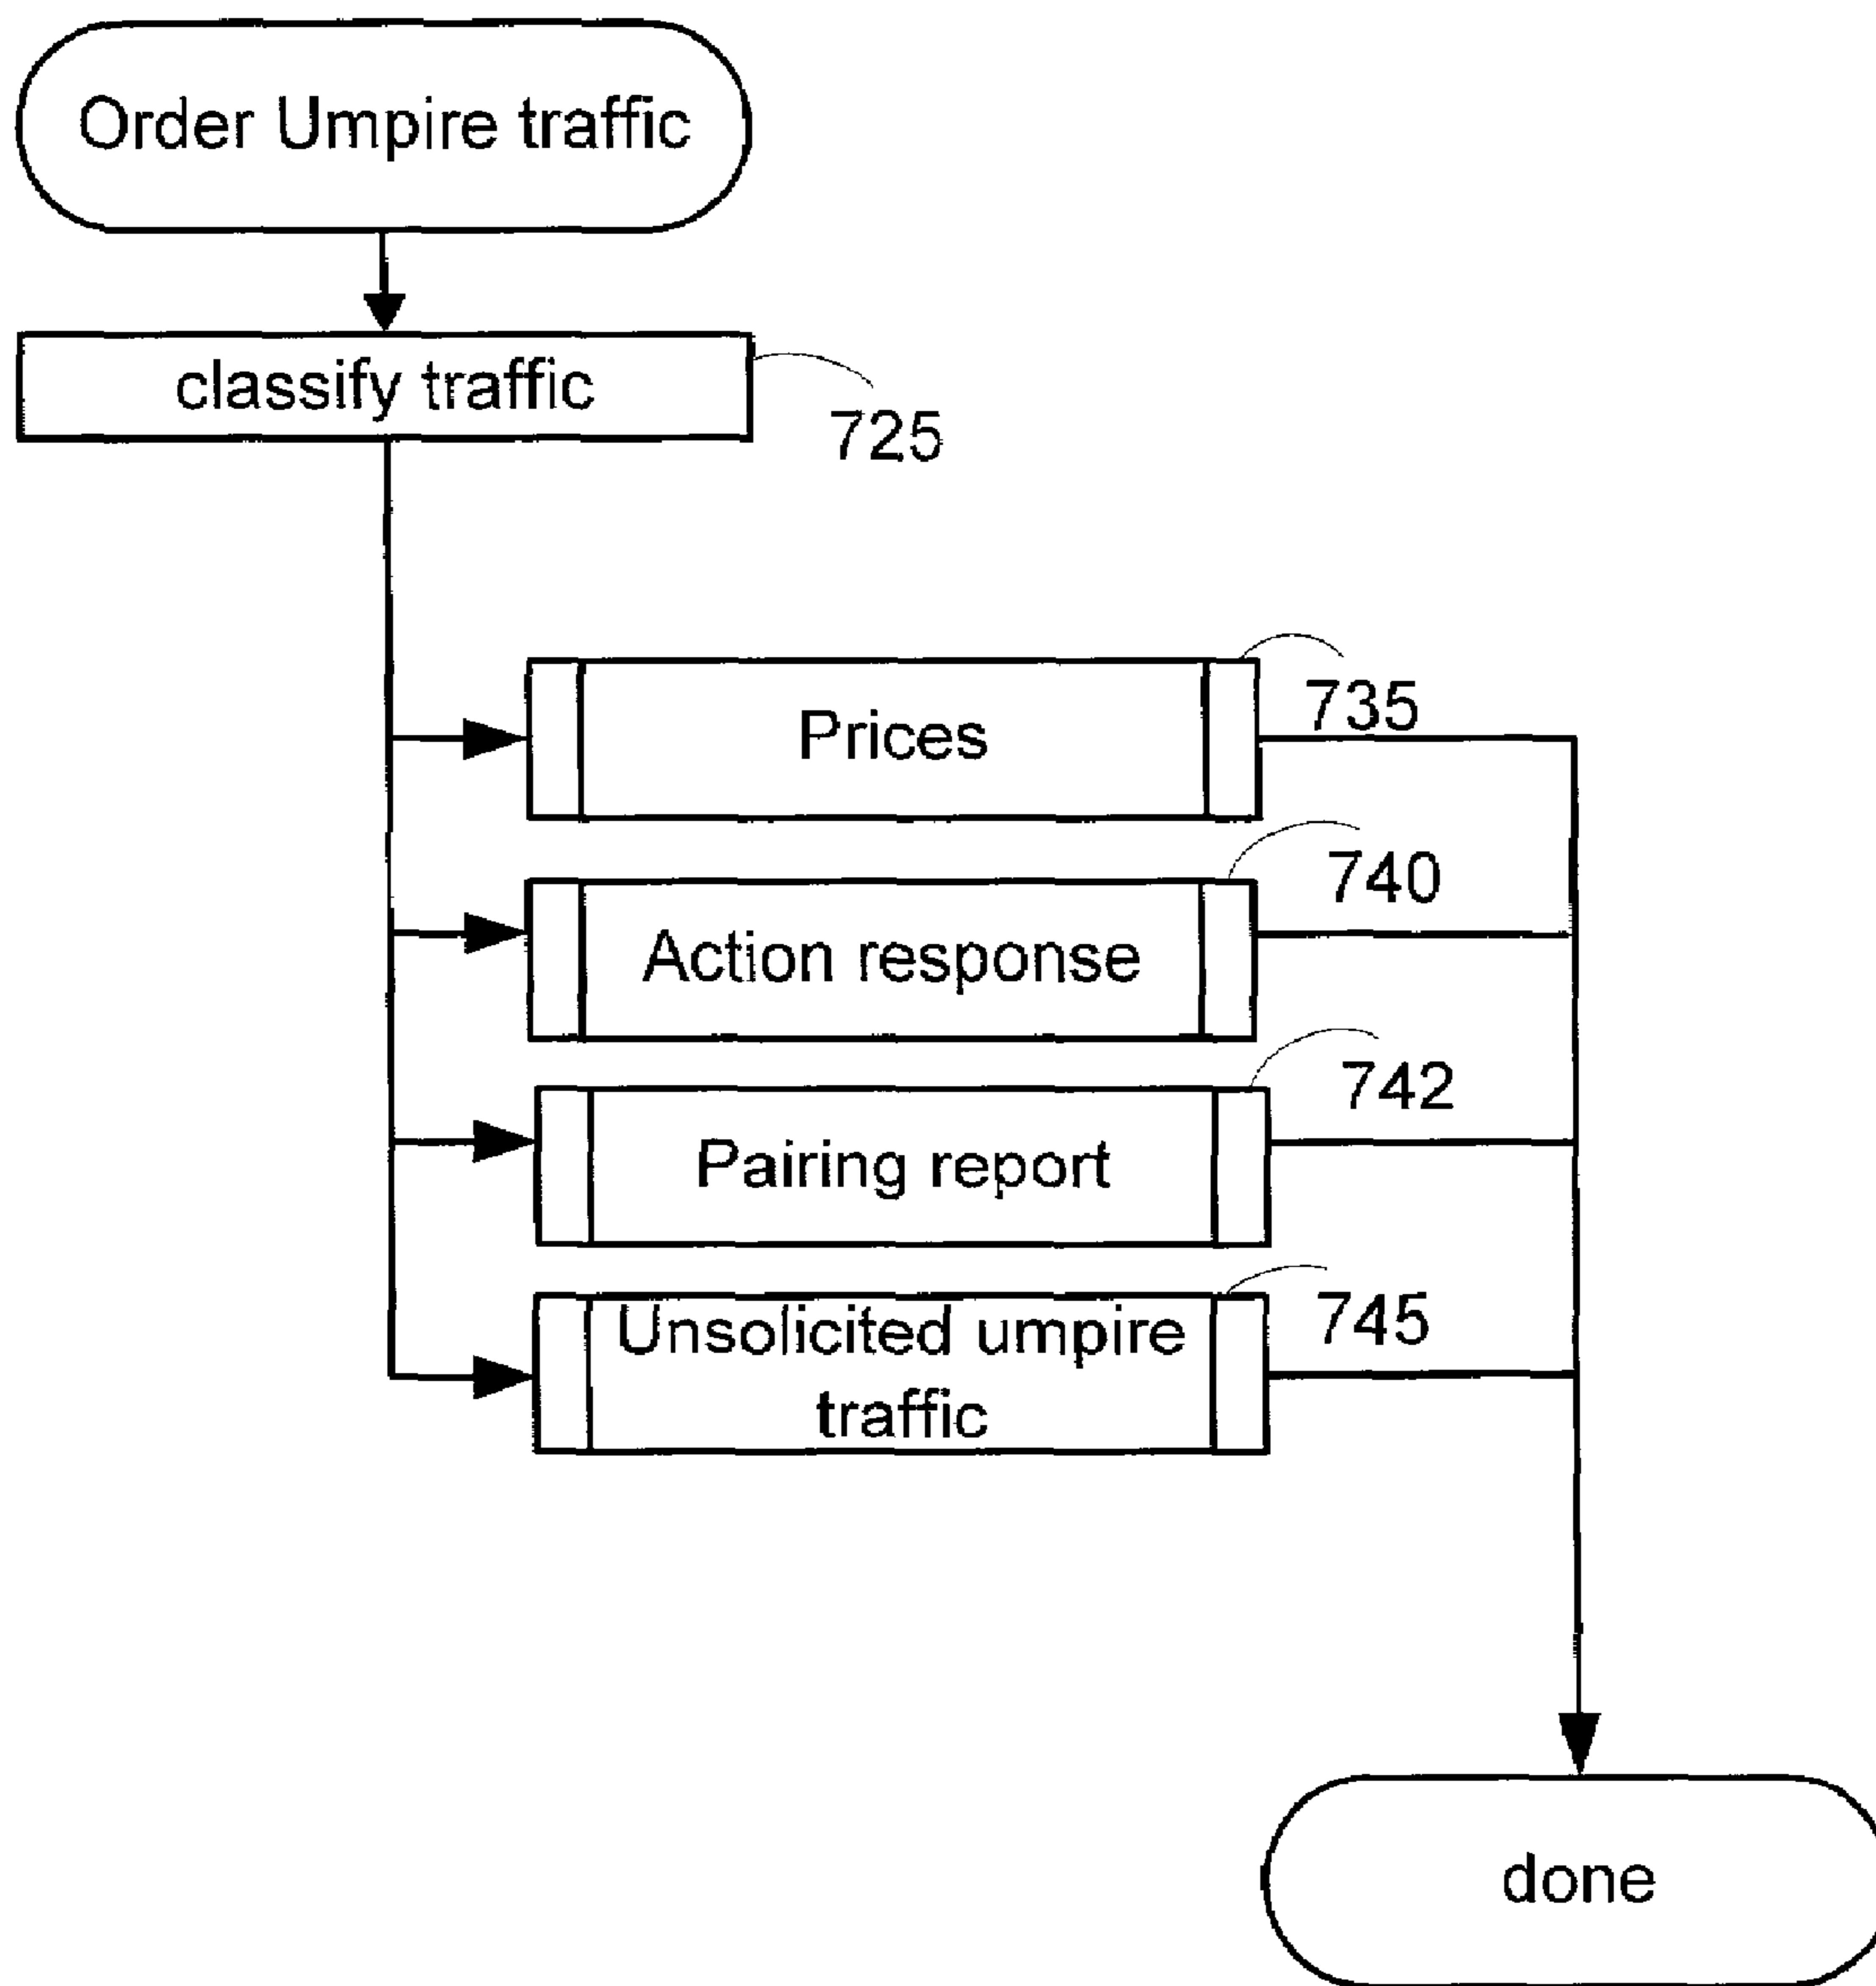 Order Umpire traffic
classify traffic
725
Prices
735
Action response
740
Pairing report
742
Unsolicited umpire
traffic
745
done